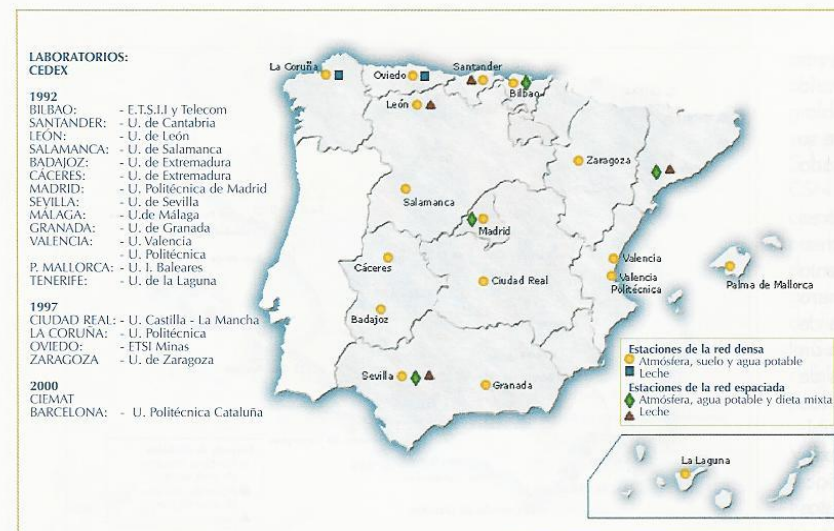 LABORATORIOS:
CEDEX
1992
BILBAO: - E.T.S.I.I y Telecom
SANTANDER: - U. de Cantabria
LEÓN: - U. de León
SALAMANCA: - U. de Salamanca
BADAJOZ: - U. de Extremadura
CÁCERES: - U. de Extremadura
MADRID: - U. Politécnica de Madrid
SEVILLA: - U. de Sevilla
MÁLAGA: - U.de Málaga
GRANADA: - U. de Granada
VALENCIA: - U. Valencia
- U. Politécnica
P. MALLORCA: - U. I. Baleares
TENERIFE: - U. de la Laguna
1997
CIUDAD REAL: - U. Castilla - La Mancha
LA CORUÑA: - U. Politécnica
OVIEDO: - ETSI Minas
ZARAGOZA - U. de Zaragoza
2000
CIEMAT
BARCELONA: - U. Politécnica Cataluña
La Coruña
Oviedo
Santander
Bilbao
León
Zaragoza
Salamanca
Madrid
Cáceres
Ciudad Real
Valencia
Valencia
Politécnica
Palma de Mallorca
Badajoz
Sevilla
Granada
Estaciones de la red densa
Atmósfera, suelo y agua potable
Leche
Estaciones de la red espaciada
Atmósfera, agua potable y dieta mixta
Leche
La Laguna